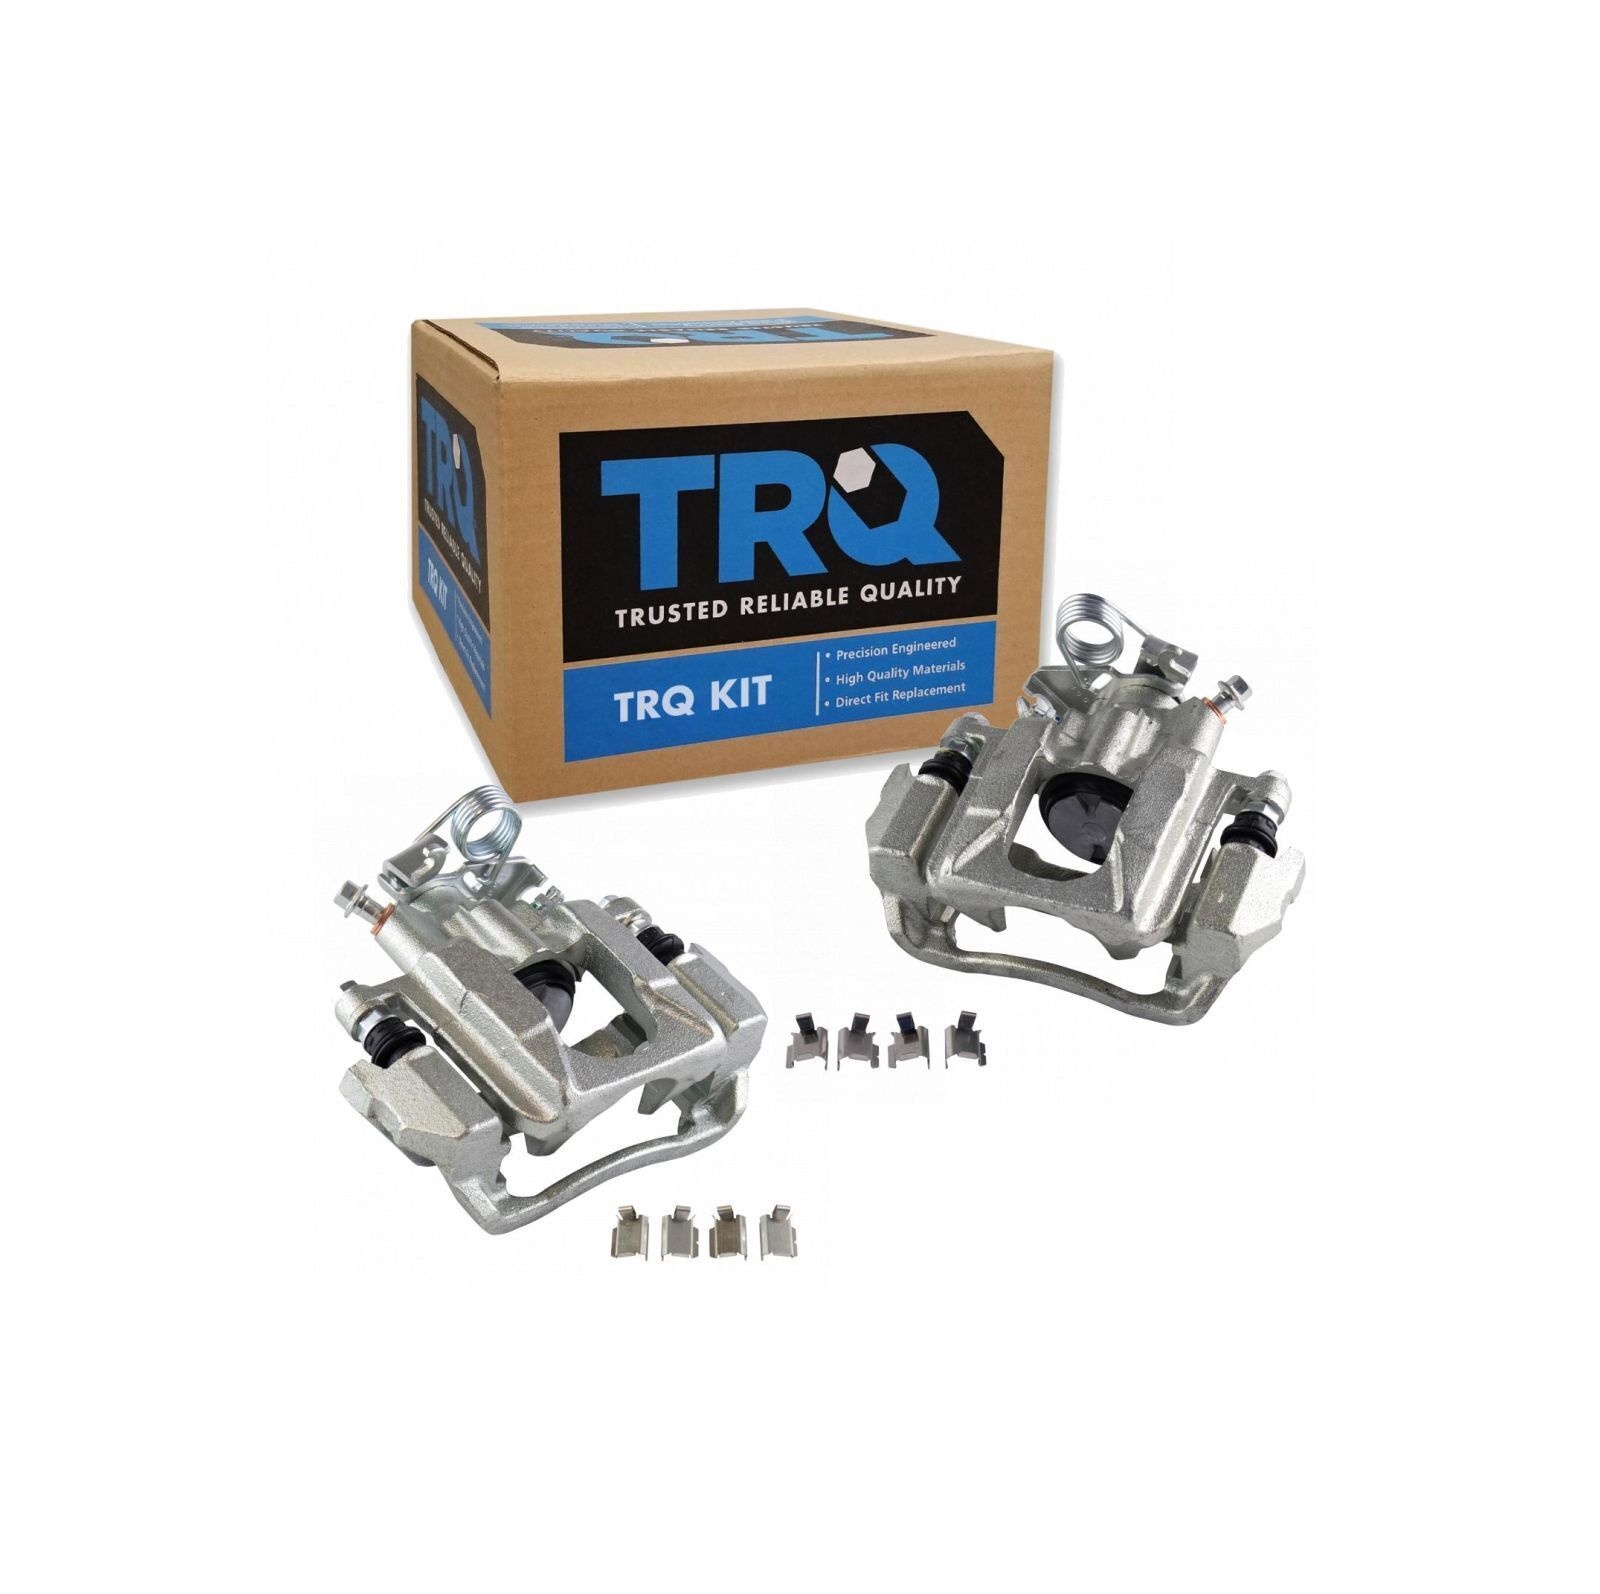 TRQ
TRUSTED RELIABLE QUALITY
TRQ KIT
• Precision Engineered
• High Quality Materials
• Direct Fit Replacement
TRQ
TRUSTED RELIABLE QUALITY
TRQ KIT
TRQ